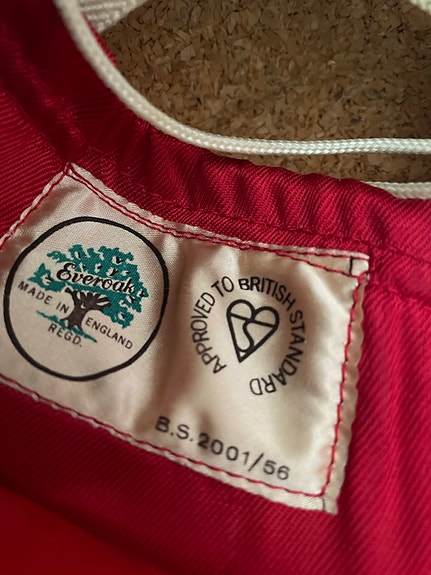 Everoak
MADE IN ENGLAND
REGD.
APPROVED TO BRITISH STANDARD
B.S.2001/56